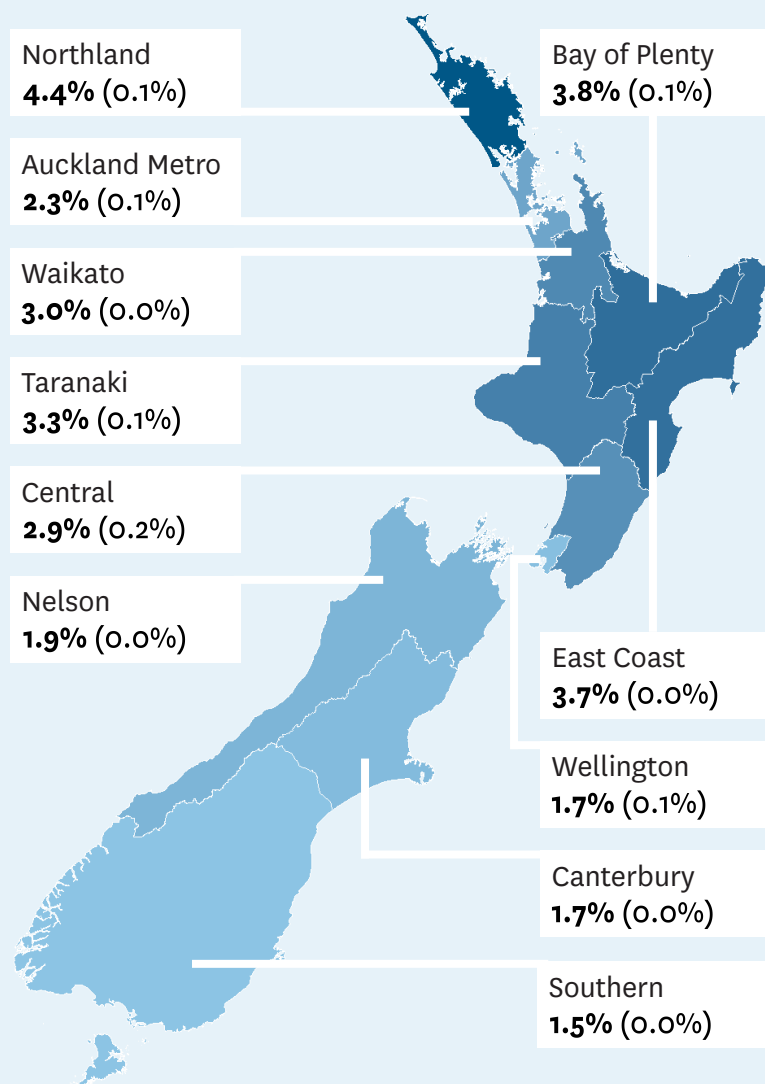 Northland
4.4% (0.1%)
Bay of Plenty
3.8% (0.1%)
Auckland Metro
2.3% (0.1%)
Waikato
3.0% (0.0%)
Taranaki
3.3% (0.1%)
Central
2.9% (0.2%)
Nelson
1.9% (0.0%)
East Coast
3.7% (0.0%)
Wellington
1.7% (0.1%)
Canterbury
1.7% (0.0%)
Southern
1.5% (0.0%)